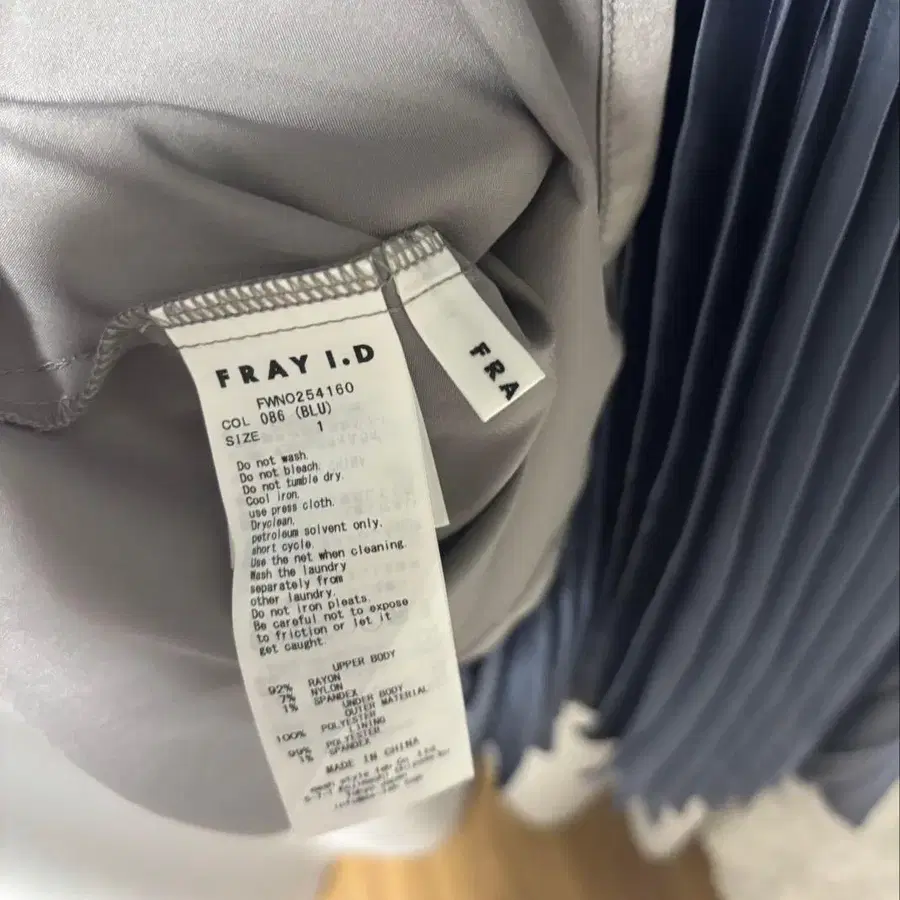 FRAY I.D
FWNO254160
COL 086 (BLU)
SIZE 1
Do not wash.
Do not bleach.
Do not tumble dry.
Cool iron.
use press cloth.
Dryclean,
petroleum solvent only.
short cycle.
Use the net when cleaning.
Wash the laundry
separately from
other laundry.
Do not iron pleats.
Be careful not to expose
to friction or let it
get caught.
UPPER BODY
92% RAYON
7% NYLON
1% SPANDEX
UNDER BODY
OUTER MATERIAL
100% POLYESTER
LINING
99% POLYESTER
1% SPANDEX
MADE IN CHINA
FRA